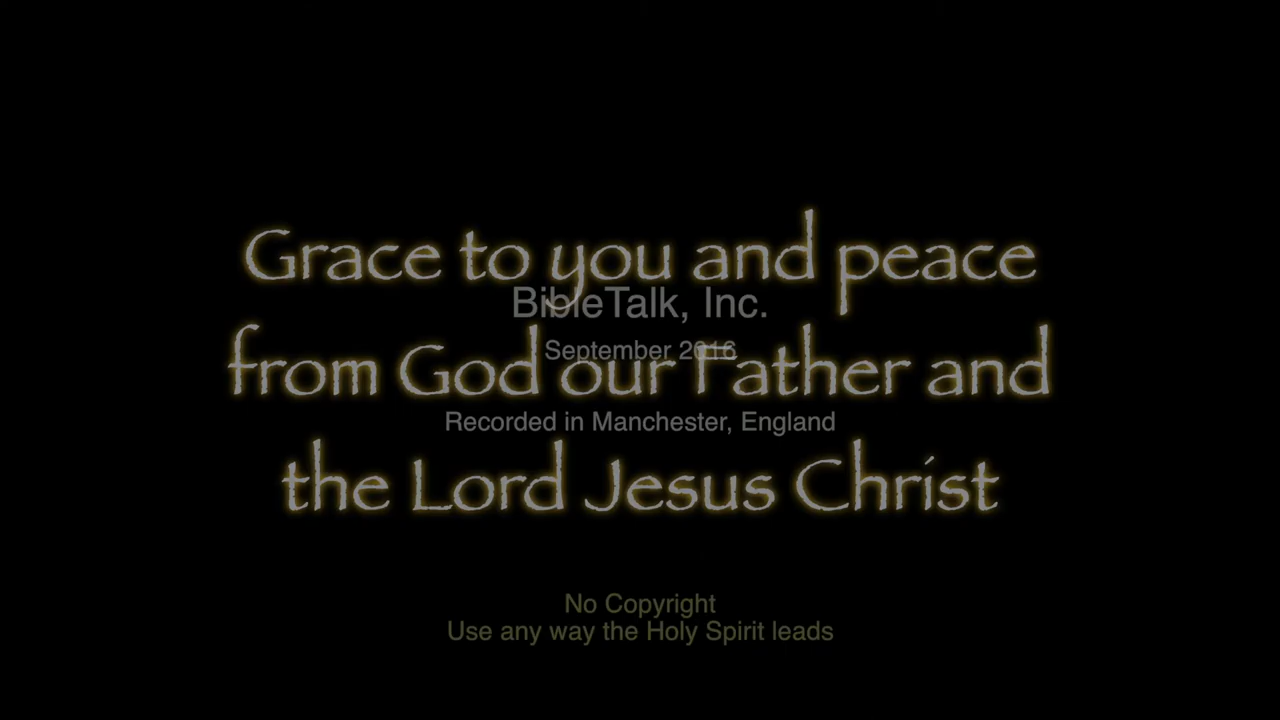 Grace to you and peace
BibleTalk, Inc.
September 2016
from God our Father and
Recorded in Manchester, England
the Lord Jesus Christ
No Copyright
Use any way the Holy Spirit leads